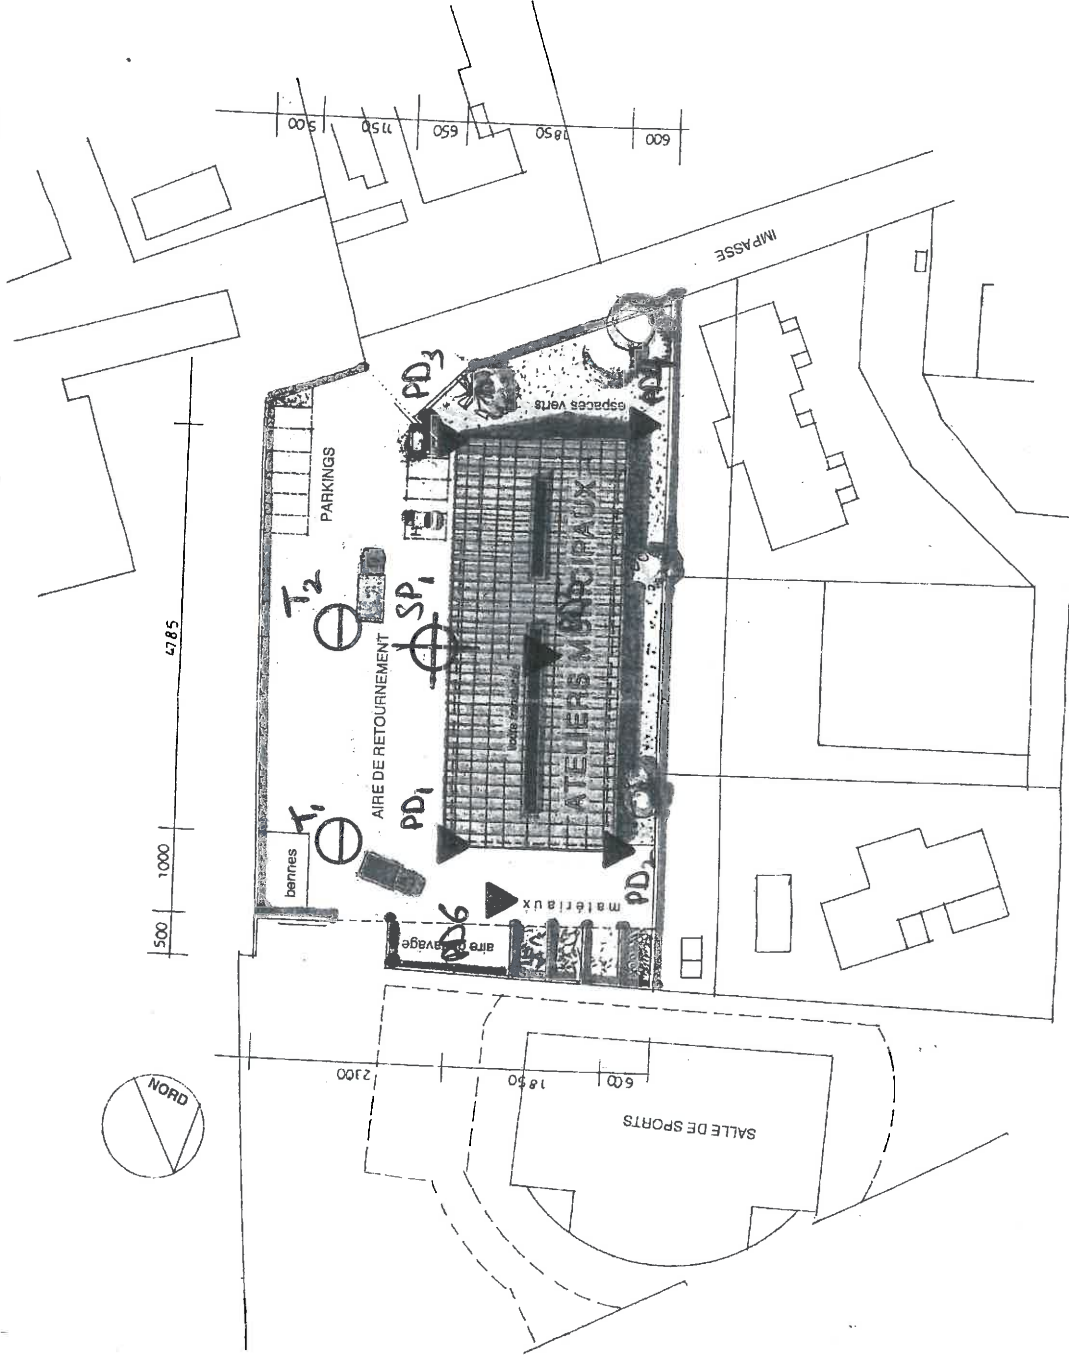 500
1150
650
1850
600
IMPASSE
PD3
espaces verts
PARKINGS
T2
SP1
4785
AIRE DE RETOURNEMENT
ATELIERS MUNICIPAUX
T1
PD1
bennes
1000
500
PD2
matériaux
PD6
aire de lavage
2300
1850
600
NORD
SALLE DE SPORTS